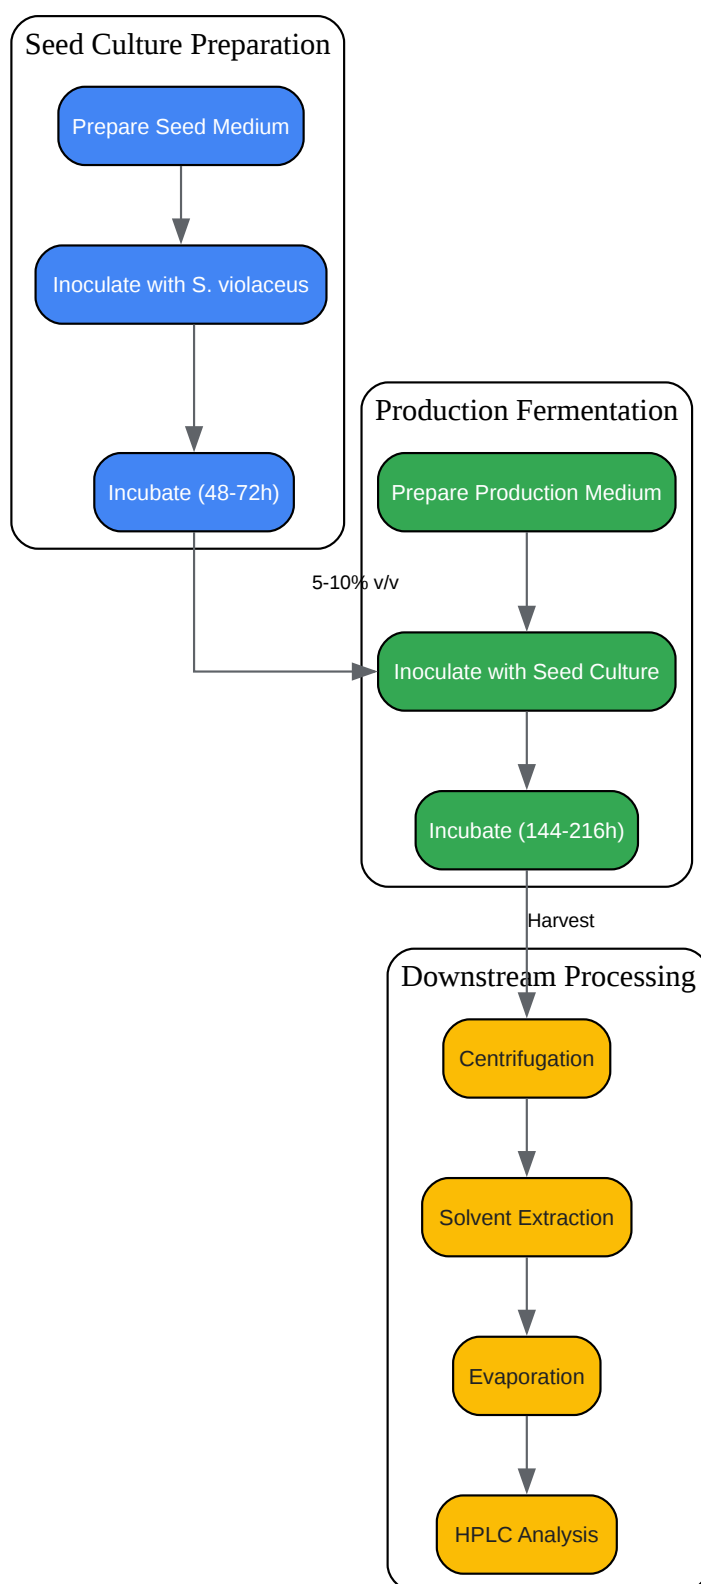 Seed Culture Preparation
Prepare Seed Medium
Inoculate with S. violaceus
Incubate (48-72h)
5-10% v/v
Production Fermentation
Prepare Production Medium
Inoculate with Seed Culture
Incubate (144-216h)
Harvest
Downstream Processing
Centrifugation
Solvent Extraction
Evaporation
HPLC Analysis